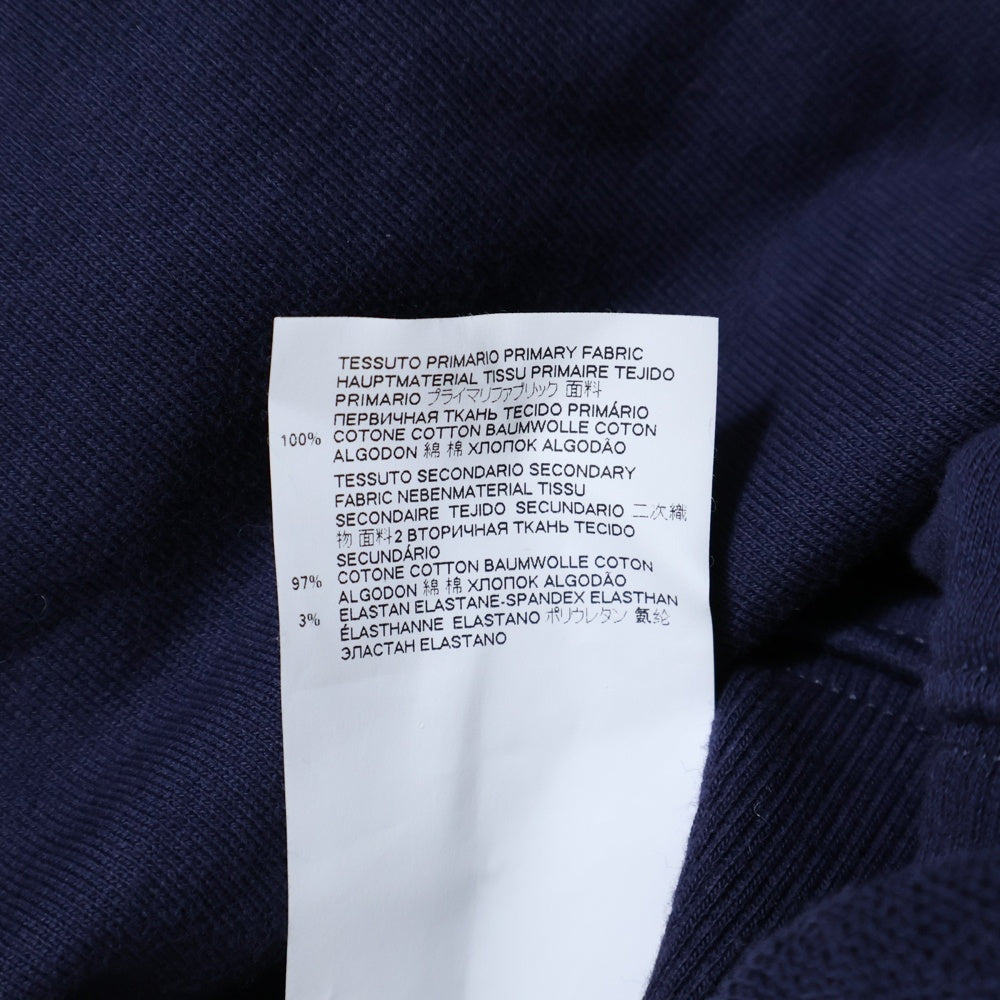 TESSUTO PRIMARIO PRIMARY FABRIC
HAUPTMATERIAL TISSU PRIMAIRE TEJIDO
PRIMARIO プライマリファブリック 面料
ПЕРВИЧНАЯ ТКАНЬ TECIDO PRIMÁRIO
100% COTONE COTTON BAUMWOLLE COTON
ALGODON 綿 棉 ХЛОПОК ALGODÃO
TESSUTO SECONDARIO SECONDARY
FABRIC NEBENMATERIAL TISSU
SECONDAIRE TEJIDO SECUNDARIO 二次織
物 面料2 ВТОРИЧНАЯ ТКАНЬ TECIDO
SECUNDÁRIO
97% COTONE COTTON BAUMWOLLE COTON
ALGODON 綿 棉 ХЛОПОК ALGODÃO
3% ELASTAN ELASTANE-SPANDEX ELASTHAN
ÉLASTHANNE ELASTANO ポリウレタン 氨纶
ЭЛАСТАН ELASTANO